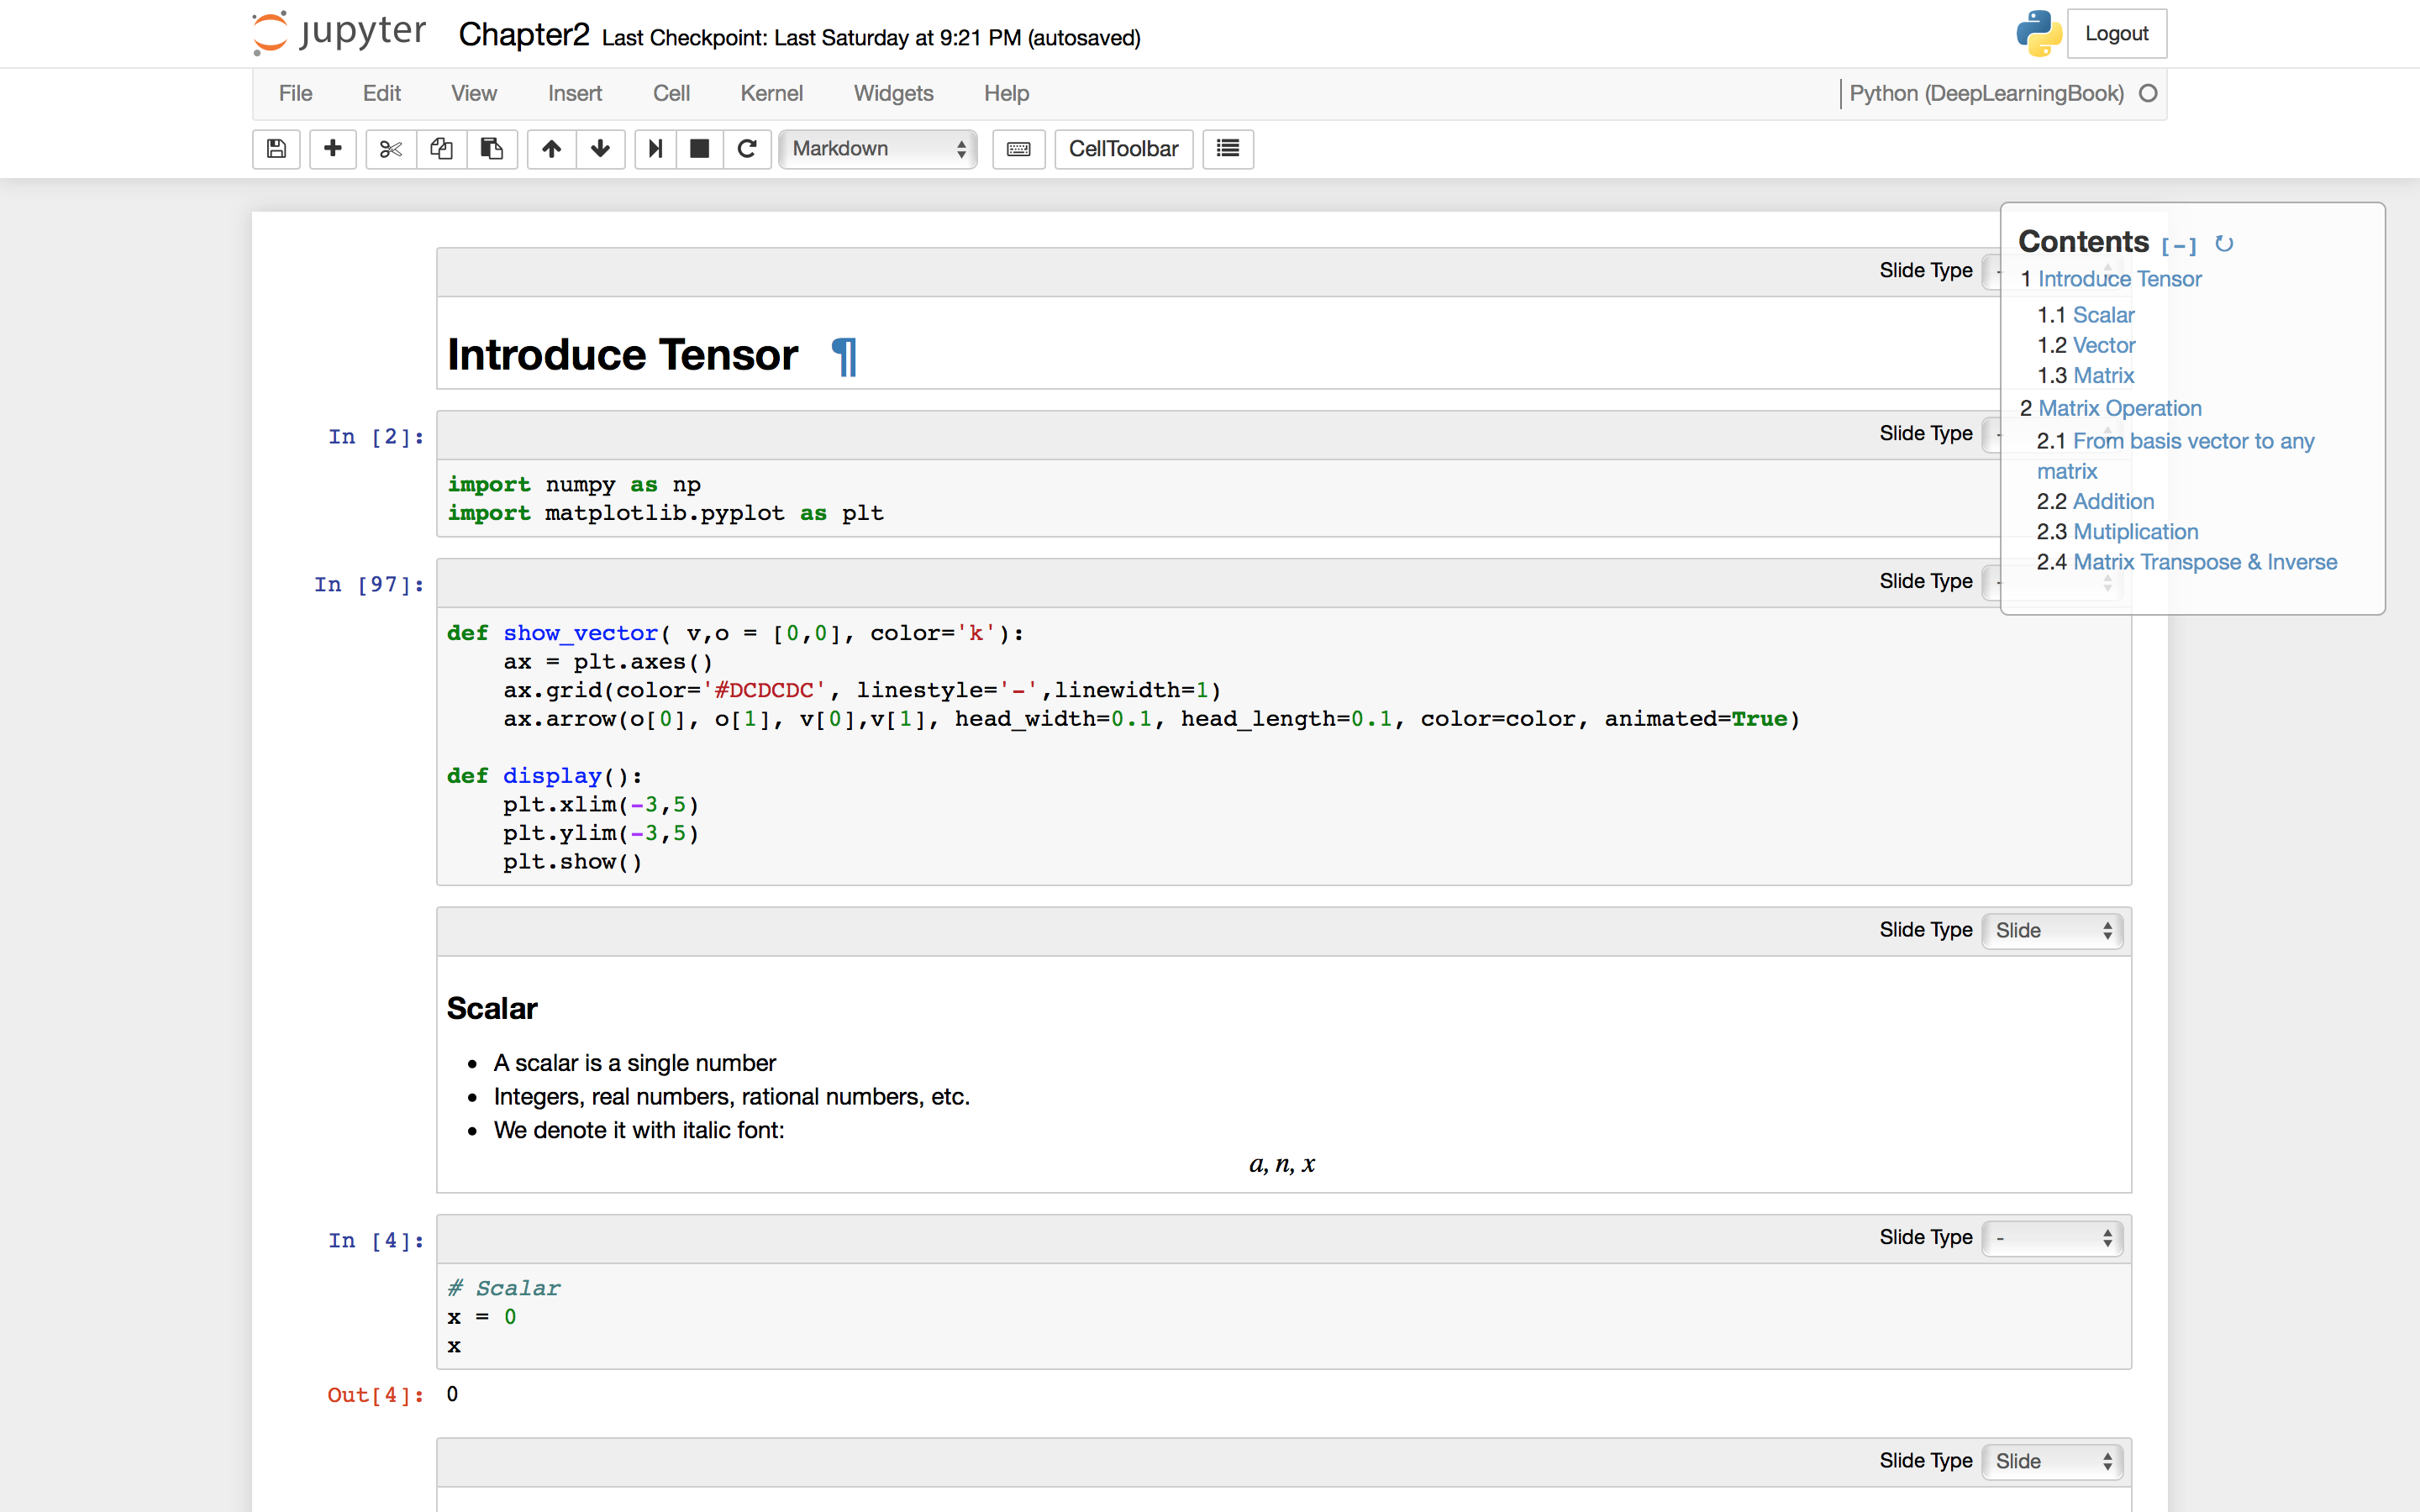 jupyter Chapter2 Last Checkpoint: Last Saturday at 9:21 PM (autosaved)
Logout
File Edit View Insert Cell Kernel Widgets Help
Python (DeepLearningBook)
Markdown
CellToolbar
Contents [-]
1 Introduce Tensor
1.1 Scalar
1.2 Vector
1.3 Matrix
2 Matrix Operation
2.1 From basis vector to any
matrix
2.2 Addition
2.3 Mutiplication
2.4 Matrix Transpose & Inverse
Slide Type -
Introduce Tensor ¶
In [2]:
Slide Type -
import numpy as np
import matplotlib.pyplot as plt
In [97]:
Slide Type -
def show_vector( v,o = [0,0], color='k'):
    ax = plt.axes()
    ax.grid(color='#DCDCDC', linestyle='-',linewidth=1)
    ax.arrow(o[0], o[1], v[0],v[1], head_width=0.1, head_length=0.1, color=color, animated=True)
def display():
    plt.xlim(-3,5)
    plt.ylim(-3,5)
    plt.show()
Slide Type Slide
Scalar
• A scalar is a single number
• Integers, real numbers, rational numbers, etc.
• We denote it with italic font:
a, n, x
In [4]:
Slide Type -
# Scalar
x = 0
x
Out[4]: 0
Slide Type Slide